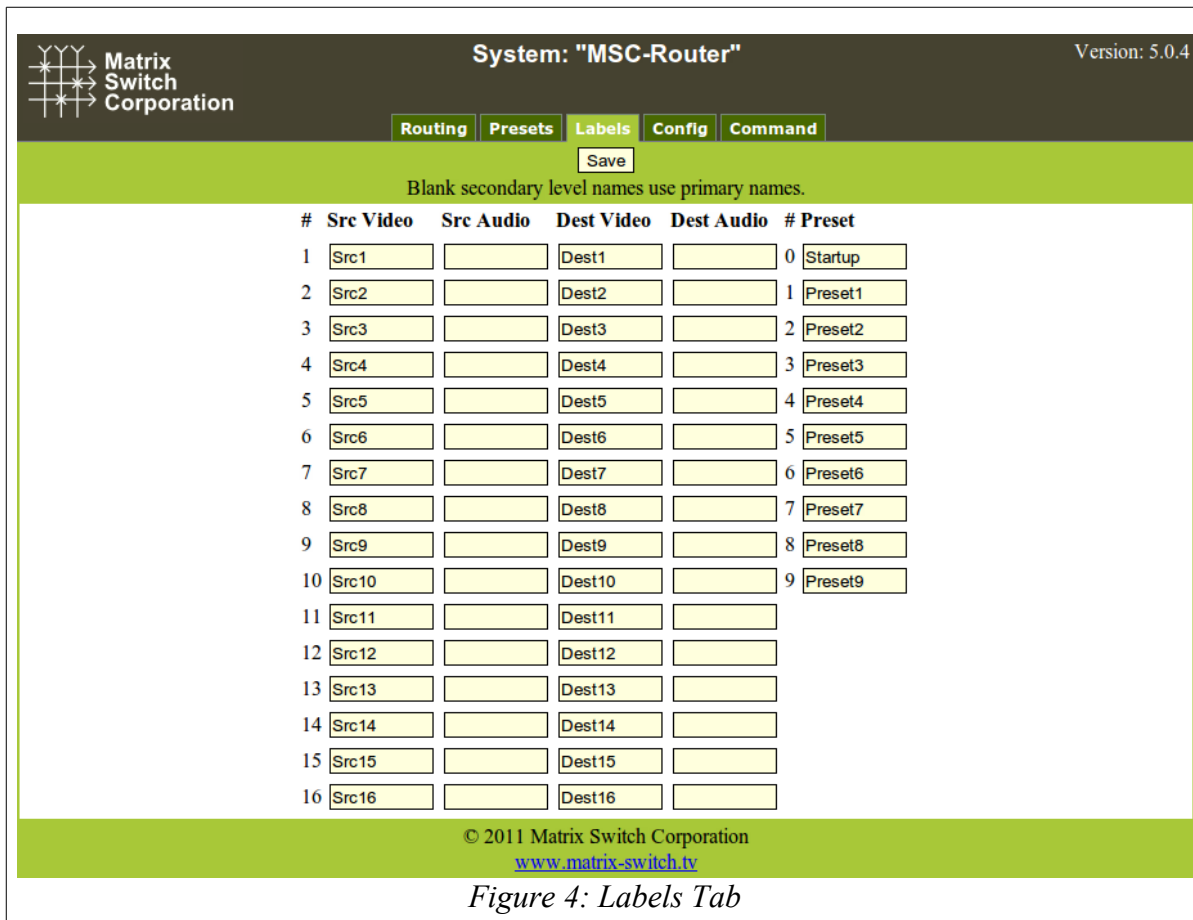 Matrix
Switch
Corporation
System: "MSC-Router"
Version: 5.0.4
Routing Presets Labels Config Command
Save
Blank secondary level names use primary names.
# Src Video Src Audio Dest Video Dest Audio # Preset
1 Src1 Dest1 0 Startup
2 Src2 Dest2 1 Preset1
3 Src3 Dest3 2 Preset2
4 Src4 Dest4 3 Preset3
5 Src5 Dest5 4 Preset4
6 Src6 Dest6 5 Preset5
7 Src7 Dest7 6 Preset6
8 Src8 Dest8 7 Preset7
9 Src9 Dest9 8 Preset8
10 Src10 Dest10 9 Preset9
11 Src11 Dest11
12 Src12 Dest12
13 Src13 Dest13
14 Src14 Dest14
15 Src15 Dest15
16 Src16 Dest16
© 2011 Matrix Switch Corporation
www.matrix-switch.tv
Figure 4: Labels Tab